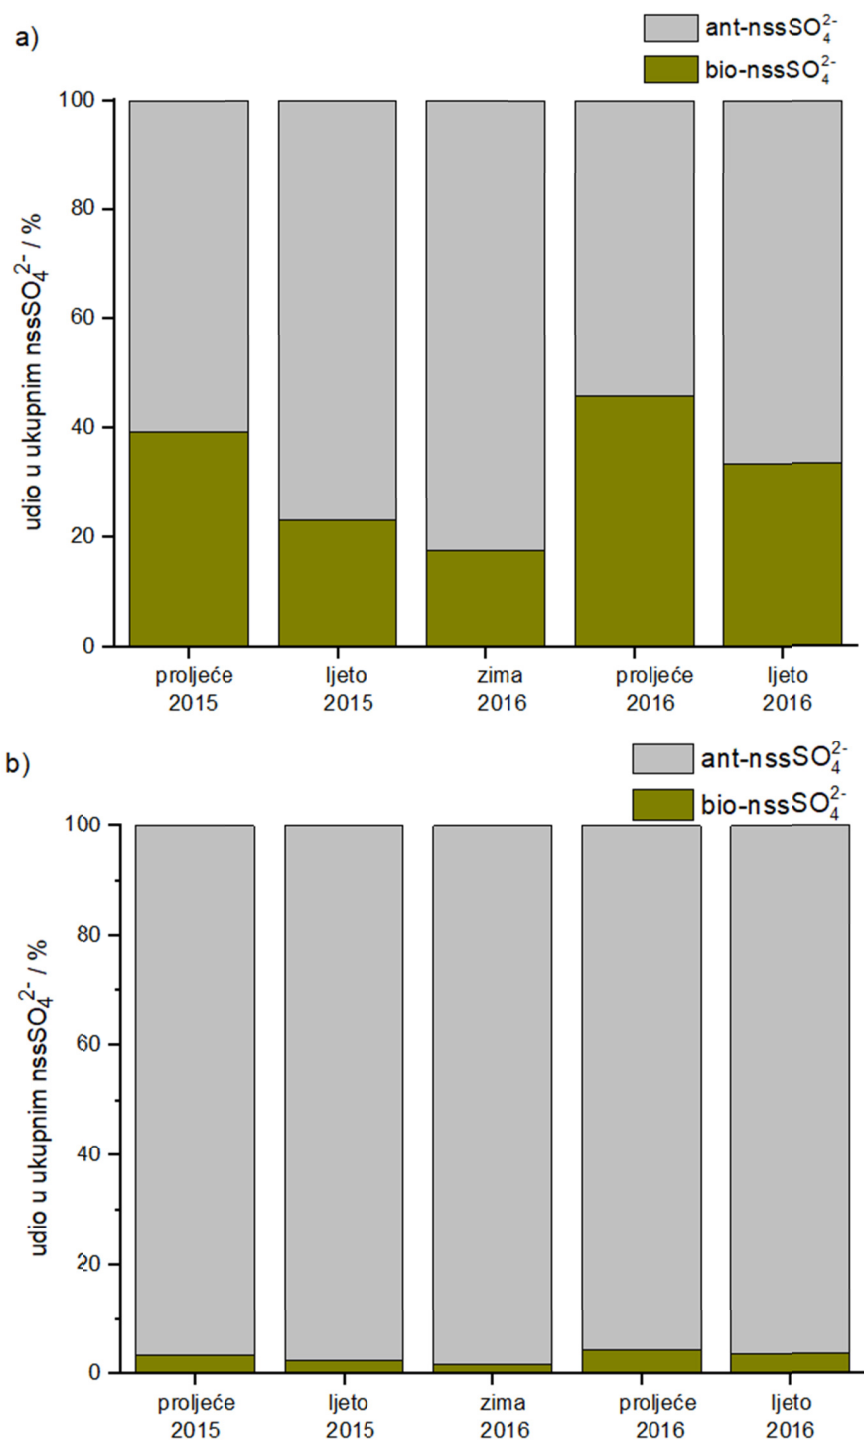 a)
ant-nssSO₄²⁻
bio-nssSO₄²⁻
udio u ukupnim nssSO₄²⁻ / %
100
80
60
40
20
0
proljeće
2015
ljeto
2015
zima
2016
proljeće
2016
ljeto
2016
b)
ant-nssSO₄²⁻
bio-nssSO₄²⁻
udio u ukupnim nssSO₄²⁻ / %
100
80
60
40
20
0
proljeće
2015
ljeto
2015
zima
2016
proljeće
2016
ljeto
2016